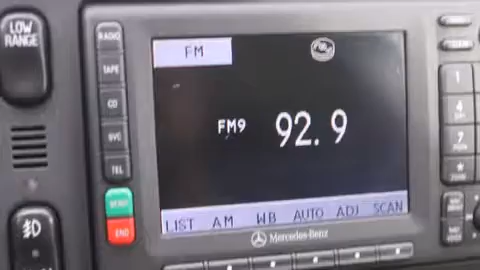 LOW
RANGE
RADIO
TAPE
CD
SVC
TEL
SEND
END
FM
FM9 92.9
LIST AM WB AUTO ADJ SCAN
Mercedes-Benz
1
4
7
*